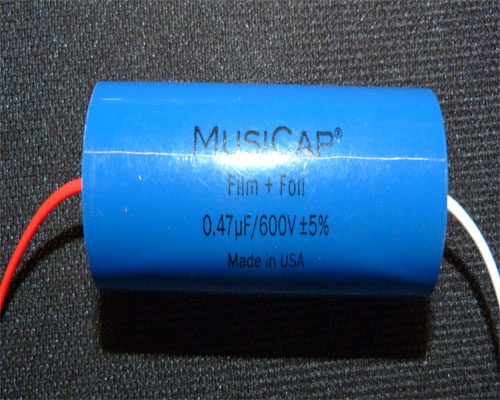 MUSICAP®
Film + Foil
0.47µF/600V ±5%
Made in USA